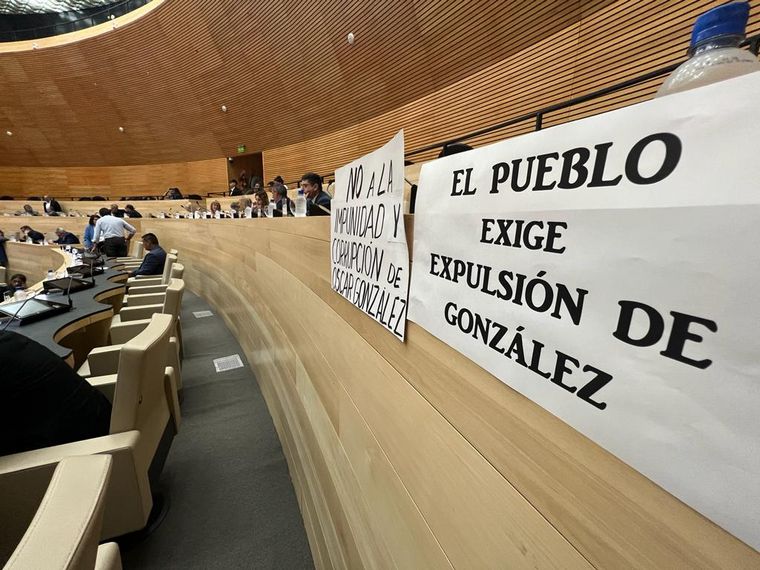 NO A LA
IMPUNIDAD Y
CORRUPCIÓN DE
OSCAR GONZÁLEZ
EL PUEBLO
EXIGE
EXPULSIÓN DE
GONZÁLEZ